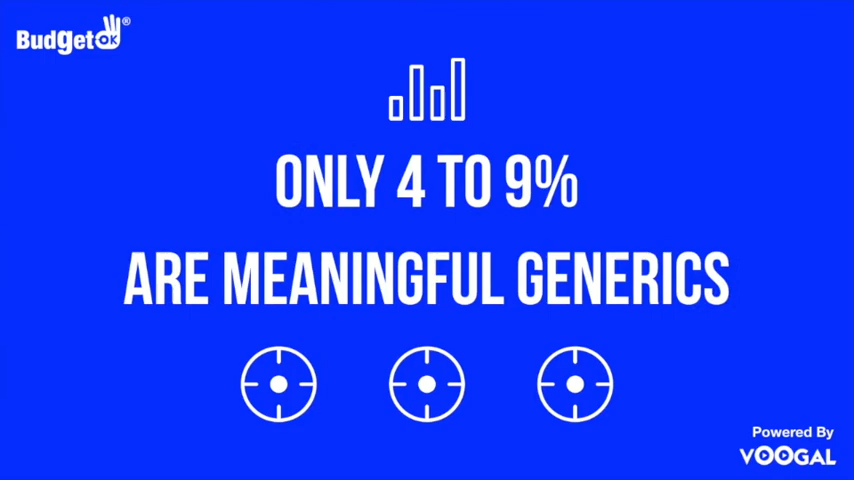 BudgetOK®
ONLY 4 TO 9%
ARE MEANINGFUL GENERICS
Powered By
VOOGAL